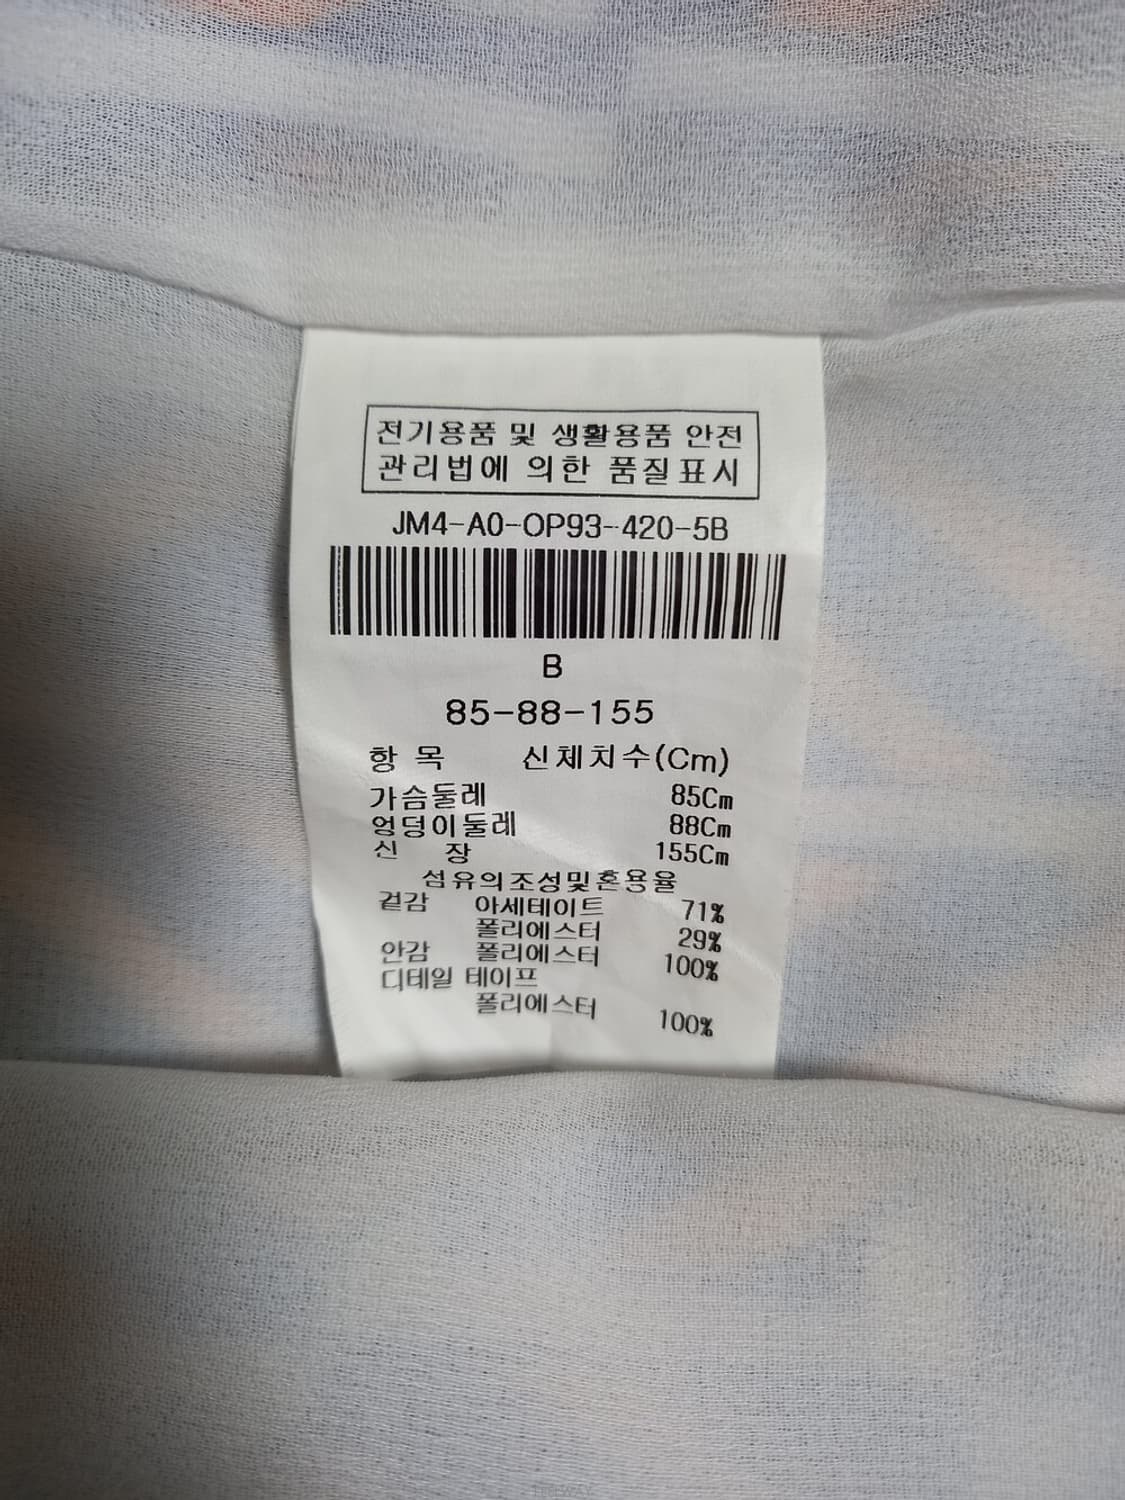 전기용품 및 생활용품 안전
관리법에 의한 품질표시
JM4-A0-OP93-420-5B
B
85-88-155
항 목 신체치수(Cm)
가슴둘레 85Cm
엉덩이둘레 88Cm
신 장 155Cm
섬유의조성및혼용율
겉감 아세테이트 71%
폴리에스터 29%
안감 폴리에스터 100%
디테일 테이프
폴리에스터 100%